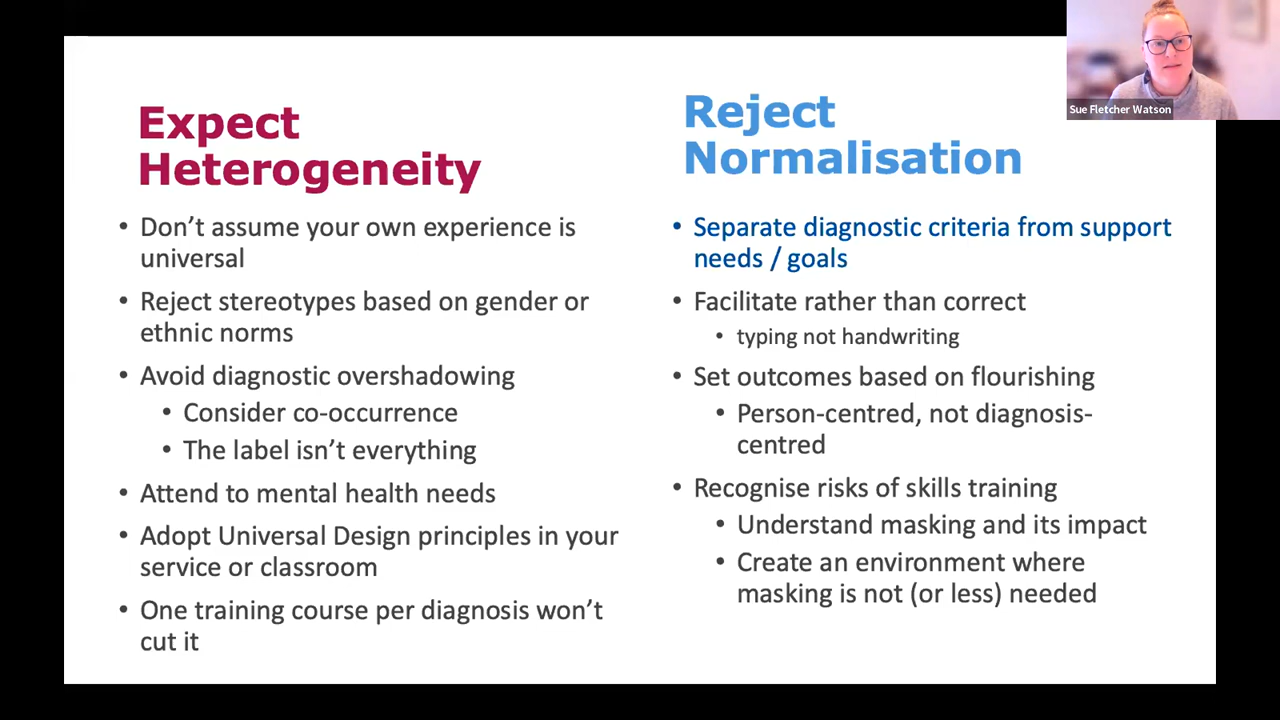 Expect
Heterogeneity
• Don't assume your own experience is
universal
• Reject stereotypes based on gender or
ethnic norms
• Avoid diagnostic overshadowing
• Consider co-occurrence
• The label isn't everything
• Attend to mental health needs
• Adopt Universal Design principles in your
service or classroom
• One training course per diagnosis won't
cut it
Reject
Normalisation
• Separate diagnostic criteria from support
needs / goals
• Facilitate rather than correct
• typing not handwriting
• Set outcomes based on flourishing
• Person-centred, not diagnosis-
centred
• Recognise risks of skills training
• Understand masking and its impact
• Create an environment where
masking is not (or less) needed
Sue Fletcher Watson